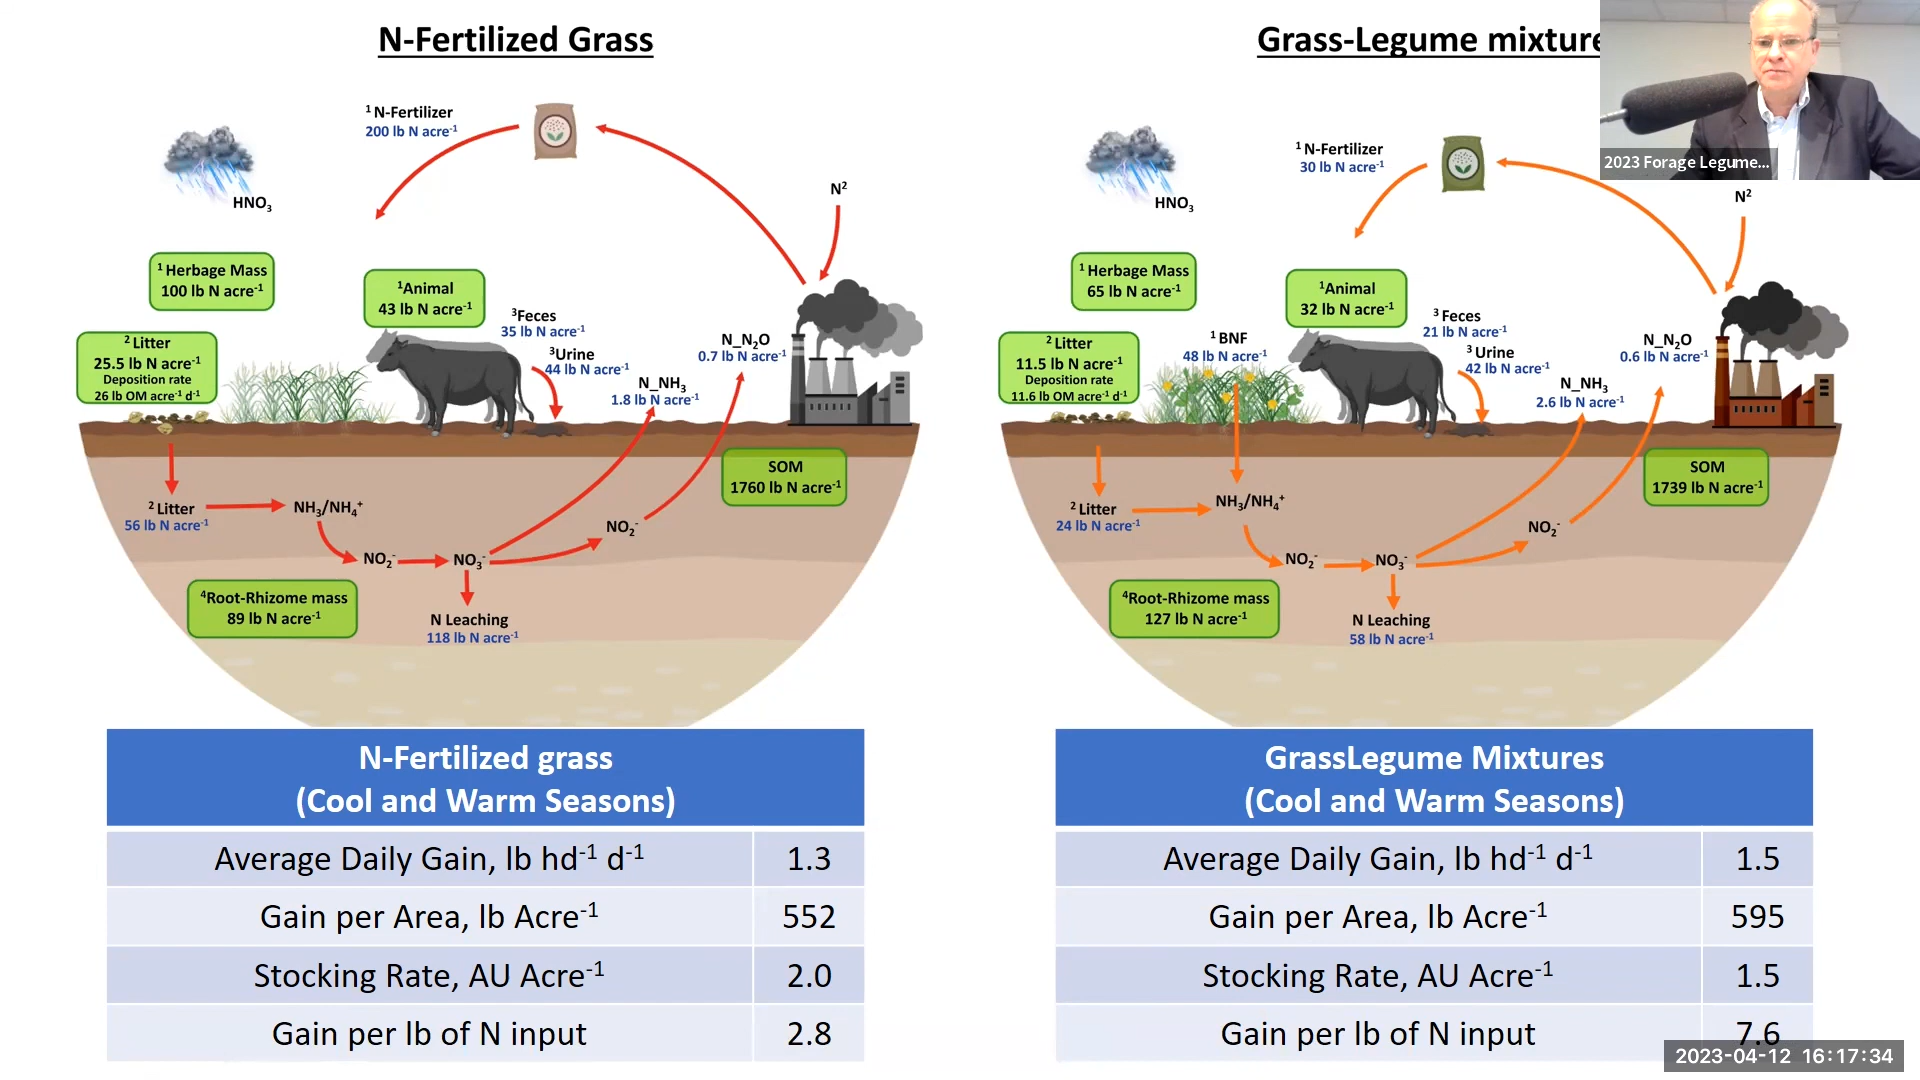 N-Fertilized Grass
¹ N-Fertilizer
200 lb N acre⁻¹
HNO₃
N²
¹ Herbage Mass
100 lb N acre⁻¹
¹Animal
43 lb N acre⁻¹
³Feces
35 lb N acre⁻¹
³Urine
44 lb N acre⁻¹
N_N₂O
0.7 lb N acre⁻¹
N_NH₃
1.8 lb N acre⁻¹
² Litter
25.5 lb N acre⁻¹
Deposition rate
26 lb OM acre⁻¹ d⁻¹
SOM
1760 lb N acre⁻¹
² Litter
56 lb N acre⁻¹
NH₃/NH₄⁺
NO₂⁻
NO₃⁻
NO₂⁻
⁴Root-Rhizome mass
89 lb N acre⁻¹
N Leaching
118 lb N acre⁻¹
N-Fertilized grass
(Cool and Warm Seasons)
Average Daily Gain, lb hd⁻¹ d⁻¹ 1.3
Gain per Area, lb Acre⁻¹ 552
Stocking Rate, AU Acre⁻¹ 2.0
Gain per lb of N input 2.8
Grass-Legume mixture
2023 Forage Legume...
¹ N-Fertilizer
30 lb N acre⁻¹
HNO₃
N²
¹ Herbage Mass
65 lb N acre⁻¹
¹Animal
32 lb N acre⁻¹
³ Feces
21 lb N acre⁻¹
³ Urine
42 lb N acre⁻¹
N_N₂O
0.6 lb N acre⁻¹
N_NH₃
2.6 lb N acre⁻¹
¹ BNF
48 lb N acre⁻¹
² Litter
11.5 lb N acre⁻¹
Deposition rate
11.6 lb OM acre⁻¹ d⁻¹
SOM
1739 lb N acre⁻¹
² Litter
24 lb N acre⁻¹
NH₃/NH₄⁺
NO₂⁻
NO₃⁻
NO₂⁻
⁴Root-Rhizome mass
127 lb N acre⁻¹
N Leaching
58 lb N acre⁻¹
GrassLegume Mixtures
(Cool and Warm Seasons)
Average Daily Gain, lb hd⁻¹ d⁻¹ 1.5
Gain per Area, lb Acre⁻¹ 595
Stocking Rate, AU Acre⁻¹ 1.5
Gain per lb of N input 7.6
2023-04-12 16:17:34